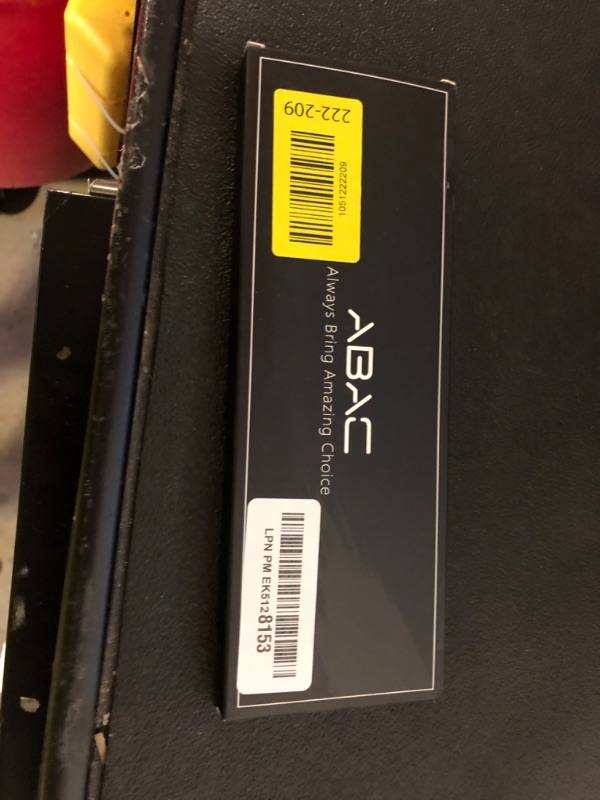 222-209
1051222209
ABAC
Always Bring Amazing Choice
LPN PM EK5128153